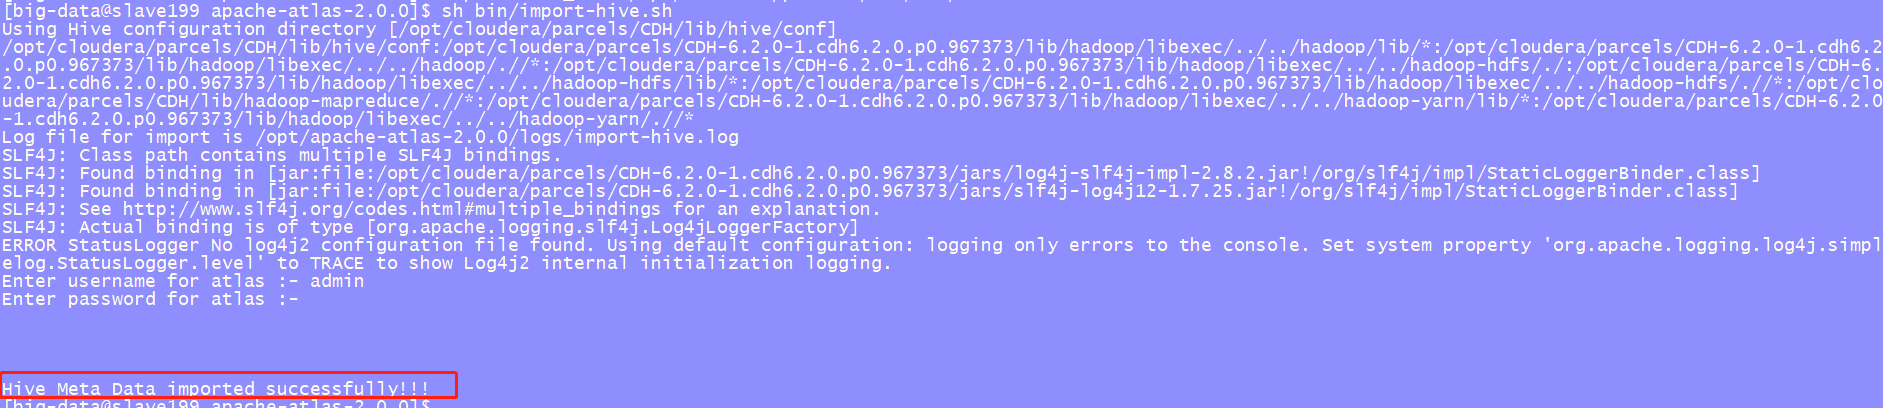 [big-data@slave199 apache-atlas-2.0.0]$ sh bin/import-hive.sh
Using Hive configuration directory [/opt/cloudera/parcels/CDH/lib/hive/conf]
/opt/cloudera/parcels/CDH/lib/hive/conf:/opt/cloudera/parcels/CDH-6.2.0-1.cdh6.2.0.p0.967373/lib/hadoop/libexec/../../hadoop/lib/*:/opt/cloudera/parcels/CDH-6.2.0-1.cdh6.2
.0.p0.967373/lib/hadoop/libexec/../../hadoop/.//*:/opt/cloudera/parcels/CDH-6.2.0-1.cdh6.2.0.p0.967373/lib/hadoop/libexec/../../hadoop-hdfs/./:/opt/cloudera/parcels/CDH-6.
2.0-1.cdh6.2.0.p0.967373/lib/hadoop/libexec/../../hadoop-hdfs/lib/*:/opt/cloudera/parcels/CDH-6.2.0-1.cdh6.2.0.p0.967373/lib/hadoop/libexec/../../hadoop-hdfs/.//*:/opt/clo
udera/parcels/CDH/lib/hadoop-mapreduce/.//*:/opt/cloudera/parcels/CDH-6.2.0-1.cdh6.2.0.p0.967373/lib/hadoop/libexec/../../hadoop-yarn/lib/*:/opt/cloudera/parcels/CDH-6.2.0
-1.cdh6.2.0.p0.967373/lib/hadoop/libexec/../../hadoop-yarn/.//*
Log file for import is /opt/apache-atlas-2.0.0/logs/import-hive.log
SLF4J: Class path contains multiple SLF4J bindings.
SLF4J: Found binding in [jar:file:/opt/cloudera/parcels/CDH-6.2.0-1.cdh6.2.0.p0.967373/jars/log4j-slf4j-impl-2.8.2.jar!/org/slf4j/impl/StaticLoggerBinder.class]
SLF4J: Found binding in [jar:file:/opt/cloudera/parcels/CDH-6.2.0-1.cdh6.2.0.p0.967373/jars/slf4j-log4j12-1.7.25.jar!/org/slf4j/impl/StaticLoggerBinder.class]
SLF4J: See http://www.slf4j.org/codes.html#multiple_bindings for an explanation.
SLF4J: Actual binding is of type [org.apache.logging.slf4j.Log4jLoggerFactory]
ERROR StatusLogger No log4j2 configuration file found. Using default configuration: logging only errors to the console. Set system property 'org.apache.logging.log4j.simpl
elog.StatusLogger.level' to TRACE to show Log4j2 internal initialization logging.
Enter username for atlas :- admin
Enter password for atlas :-
Hive Meta Data imported successfully!!!
[big-data@slave199 apache-atlas-2.0.0]$